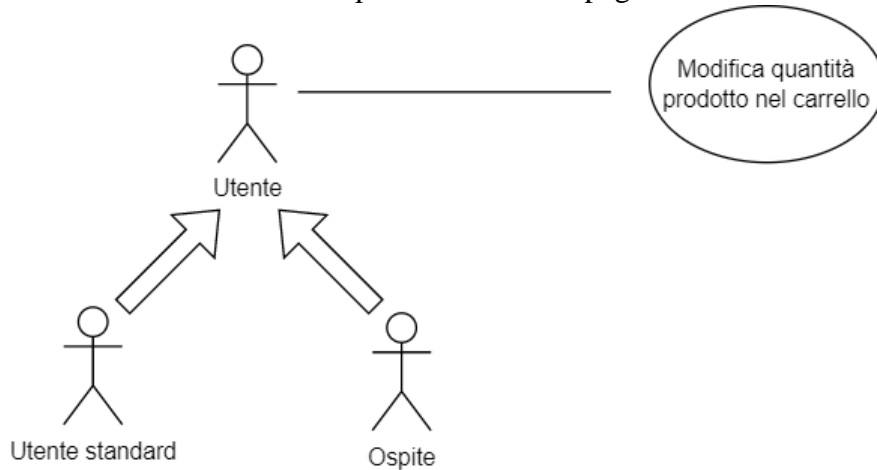 Modifica quantità
prodotto nel carrello
Utente
Utente standard
Ospite